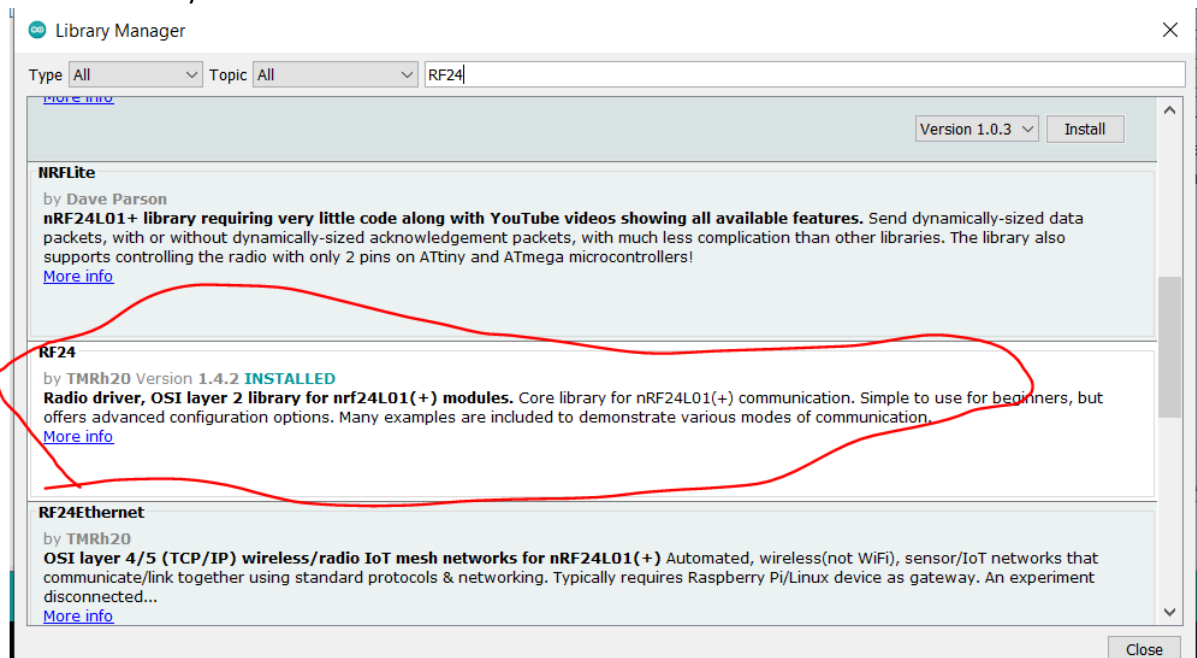 Library Manager
Type All Topic All RF24
More info
Version 1.0.3 Install
NRFLite
by Dave Parson
nRF24L01+ library requiring very little code along with YouTube videos showing all available features. Send dynamically-sized data
packets, with or without dynamically-sized acknowledgement packets, with much less complication than other libraries. The library also
supports controlling the radio with only 2 pins on ATtiny and ATmega microcontrollers!
More info
RF24
by TMRh20 Version 1.4.2 INSTALLED
Radio driver, OSI layer 2 library for nrf24L01(+) modules. Core library for nRF24L01(+) communication. Simple to use for beginners, but
offers advanced configuration options. Many examples are included to demonstrate various modes of communication.
More info
RF24Ethernet
by TMRh20
OSI layer 4/5 (TCP/IP) wireless/radio IoT mesh networks for nRF24L01(+) Automated, wireless(not WiFi), sensor/IoT networks that
communicate/link together using standard protocols & networking. Typically requires Raspberry Pi/Linux device as gateway. An experiment
disconnected...
More info
Close